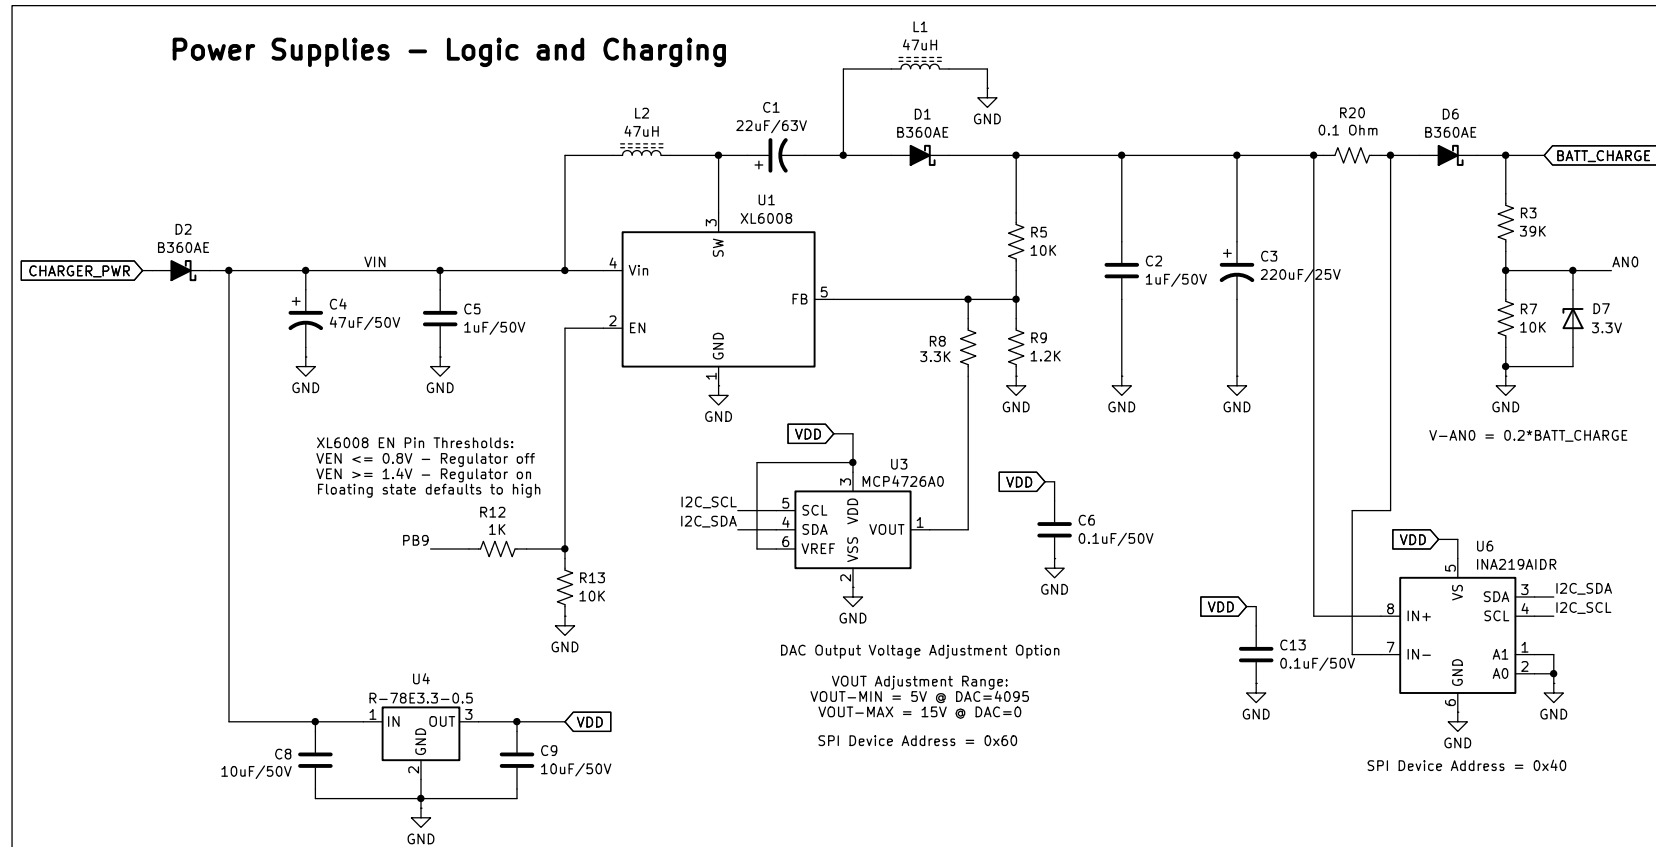 Power Supplies – Logic and Charging
L1
47uH
GND
L2
47uH
C1
22uF/63V
+
D1
B360AE
R20
0.1 Ohm
D6
B360AE
BATT_CHARGE
U1
XL6008
3
SW
4
Vin
2
EN
FB
5
GND
1
GND
D2
B360AE
CHARGER_PWR
VIN
+
C4
47uF/50V
GND
C5
1uF/50V
GND
R5
10K
R8
3.3K
R9
1.2K
GND
C2
1uF/50V
GND
+
C3
220uF/25V
GND
R3
39K
AN0
R7
10K
D7
3.3V
GND
V-AN0 = 0.2*BATT_CHARGE
XL6008 EN Pin Thresholds:
VEN <= 0.8V – Regulator off
VEN >= 1.4V – Regulator on
Floating state defaults to high
R12
1K
PB9
R13
10K
GND
VDD
U3
MCP4726A0
3
VDD
I2C_SCL
5
SCL
I2C_SDA
4
SDA
6
VREF
VOUT
1
VSS
2
GND
VDD
C6
0.1uF/50V
GND
DAC Output Voltage Adjustment Option
VOUT Adjustment Range:
VOUT-MIN = 5V @ DAC=4095
VOUT-MAX = 15V @ DAC=0
SPI Device Address = 0x60
VDD
U6
INA219AIDR
5
VS
SDA
3
I2C_SDA
SCL
4
I2C_SCL
8
IN+
7
IN-
A1
1
A0
2
GND
6
GND
GND
VDD
C13
0.1uF/50V
GND
SPI Device Address = 0x40
U4
R-78E3.3-0.5
1
IN
OUT
3
VDD
GND
2
C8
10uF/50V
C9
10uF/50V
GND